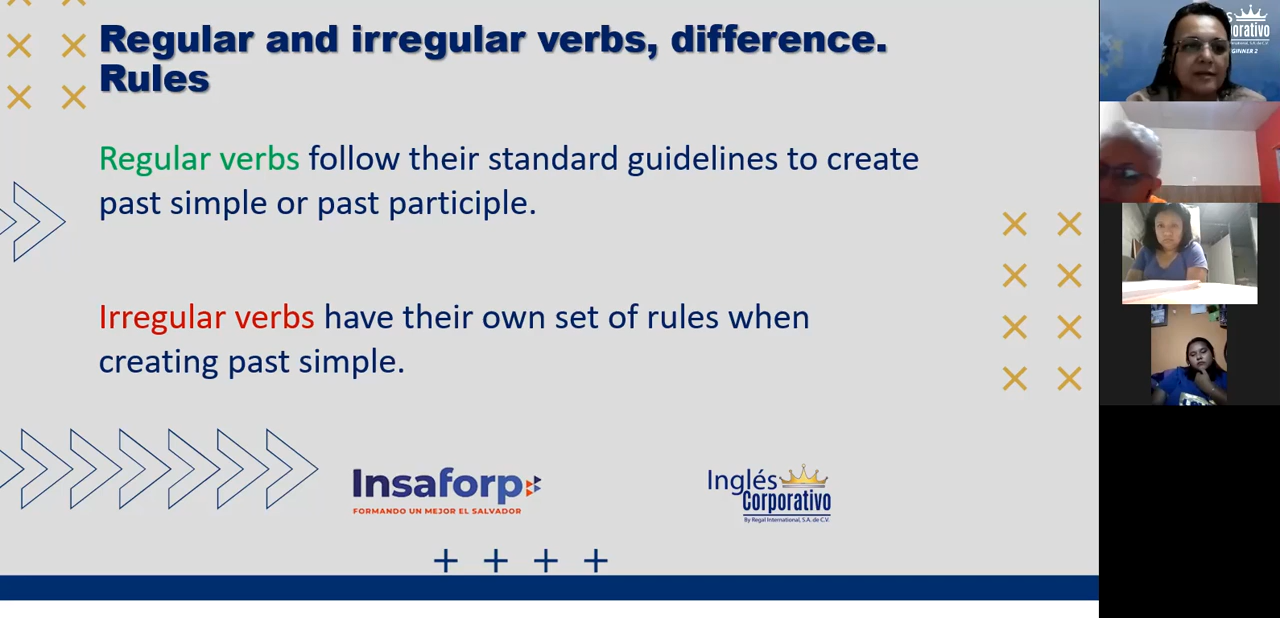 Regular and irregular verbs, difference.
Rules
Regular verbs follow their standard guidelines to create
past simple or past participle.
Irregular verbs have their own set of rules when
creating past simple.
Insaforp
FORMANDO UN MEJOR EL SALVADOR
Inglés
Corporativo
By Regal International, S.A. de C.V.